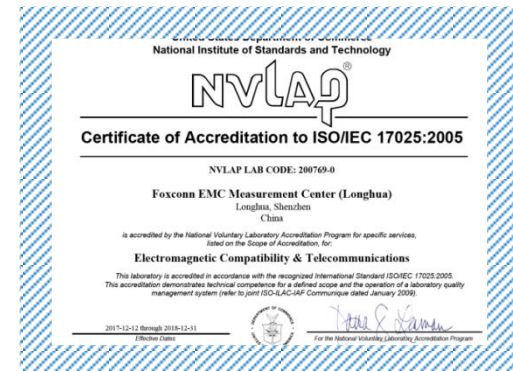 United States Department of Commerce
National Institute of Standards and Technology
NVLAP®
Certificate of Accreditation to ISO/IEC 17025:2005
NVLAP LAB CODE: 200769-0
Foxconn EMC Measurement Center (Longhua)
Longhua, Shenzhen
China
is accredited by the National Voluntary Laboratory Accreditation Program for specific services,
listed on the Scope of Accreditation, for:
Electromagnetic Compatibility & Telecommunications
This laboratory is accredited in accordance with the recognized International Standard ISO/IEC 17025:2005.
This accreditation demonstrates technical competence for a defined scope and the operation of a laboratory quality
management system (refer to joint ISO-ILAC-IAF Communique dated January 2009).
2017-12-12 through 2018-12-31
Effective Dates
For the National Voluntary Laboratory Accreditation Program